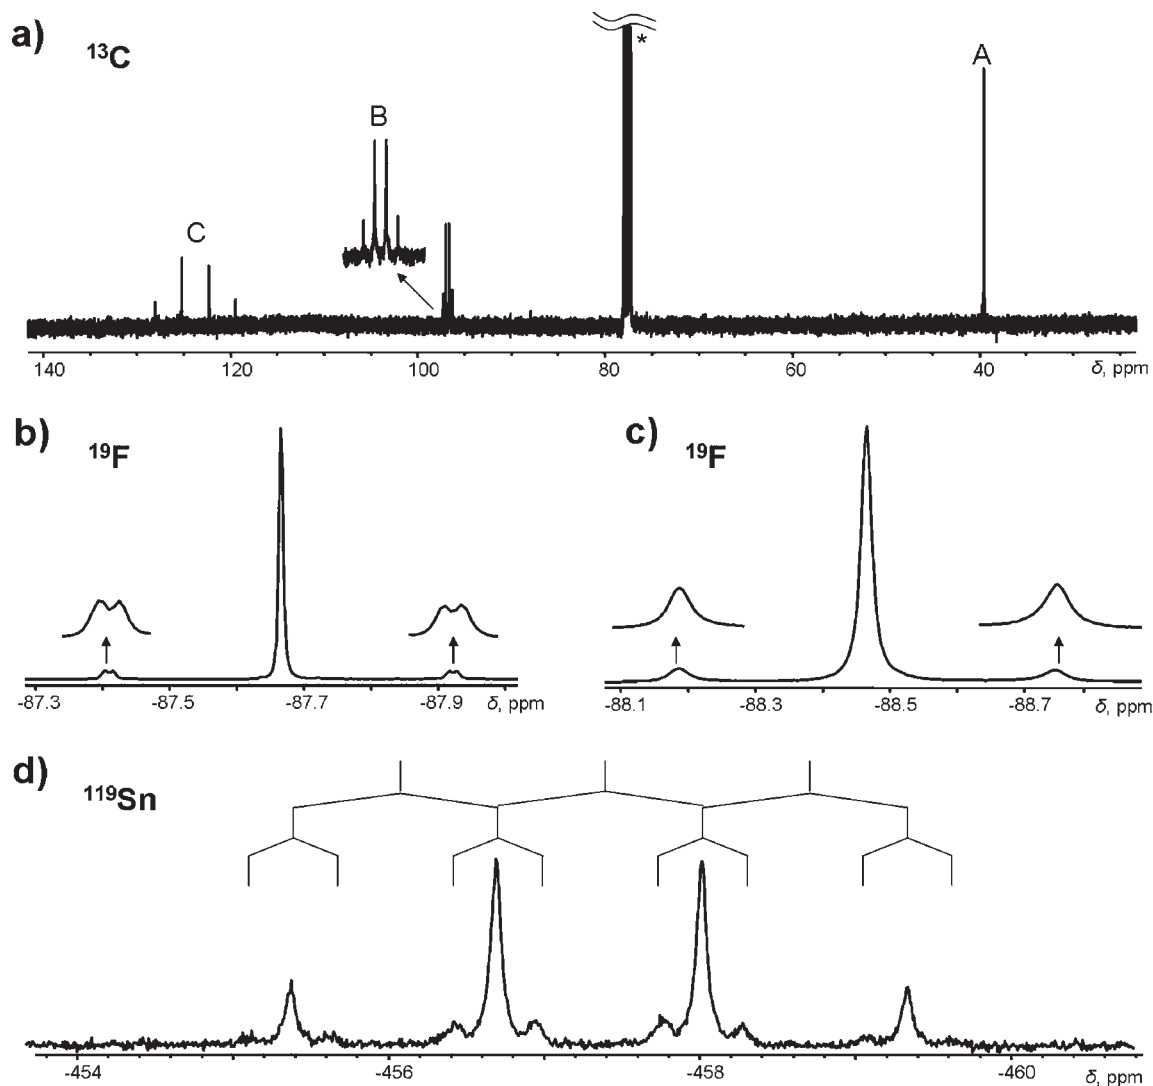 a)
¹³C
*
A
B
C
140 120 100 80 60 40 δ, ppm
b)
¹⁹F
c)
¹⁹F
-87.3 -87.5 -87.7 -87.9 δ, ppm
-88.1 -88.3 -88.5 -88.7 δ, ppm
d)
¹¹⁹Sn
-454 -456 -458 -460 δ, ppm